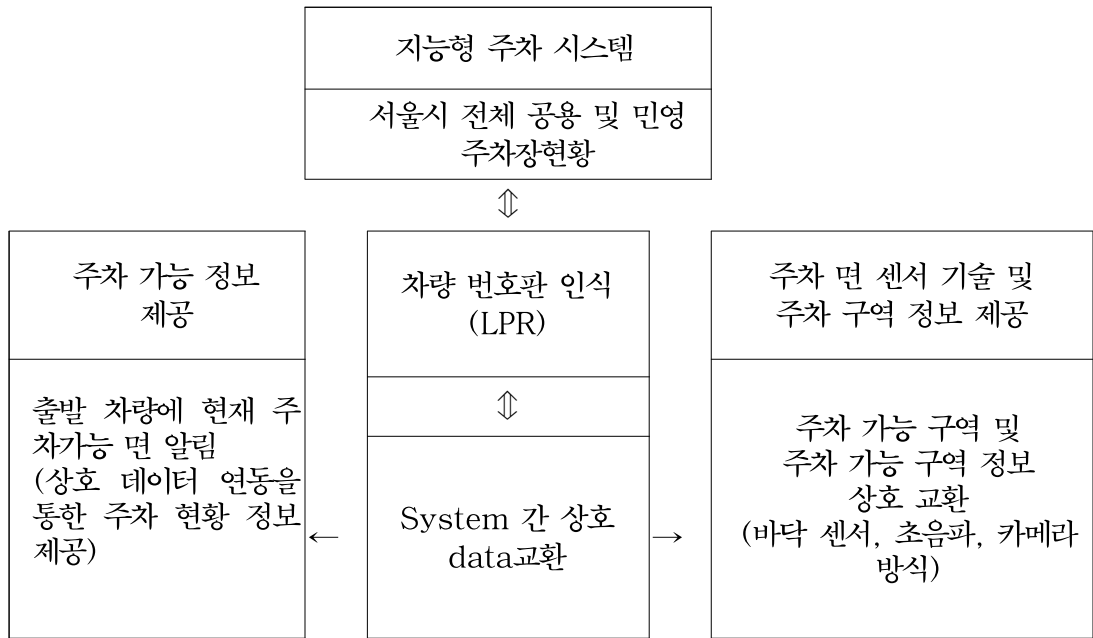 지능형 주차 시스템
서울시 전체 공용 및 민영
주차장현황
⇕
주차 가능 정보
제공
차량 번호판 인식
(LPR)
주차 면 센서 기술 및
주차 구역 정보 제공
출발 차량에 현재 주
차가능 면 알림
(상호 데이터 연동을
통한 주차 현황 정보
제공)
⇕
←
System 간 상호
data교환
→
주차 가능 구역 및
주차 가능 구역 정보
상호 교환
(바닥 센서, 초음파, 카메라
방식)